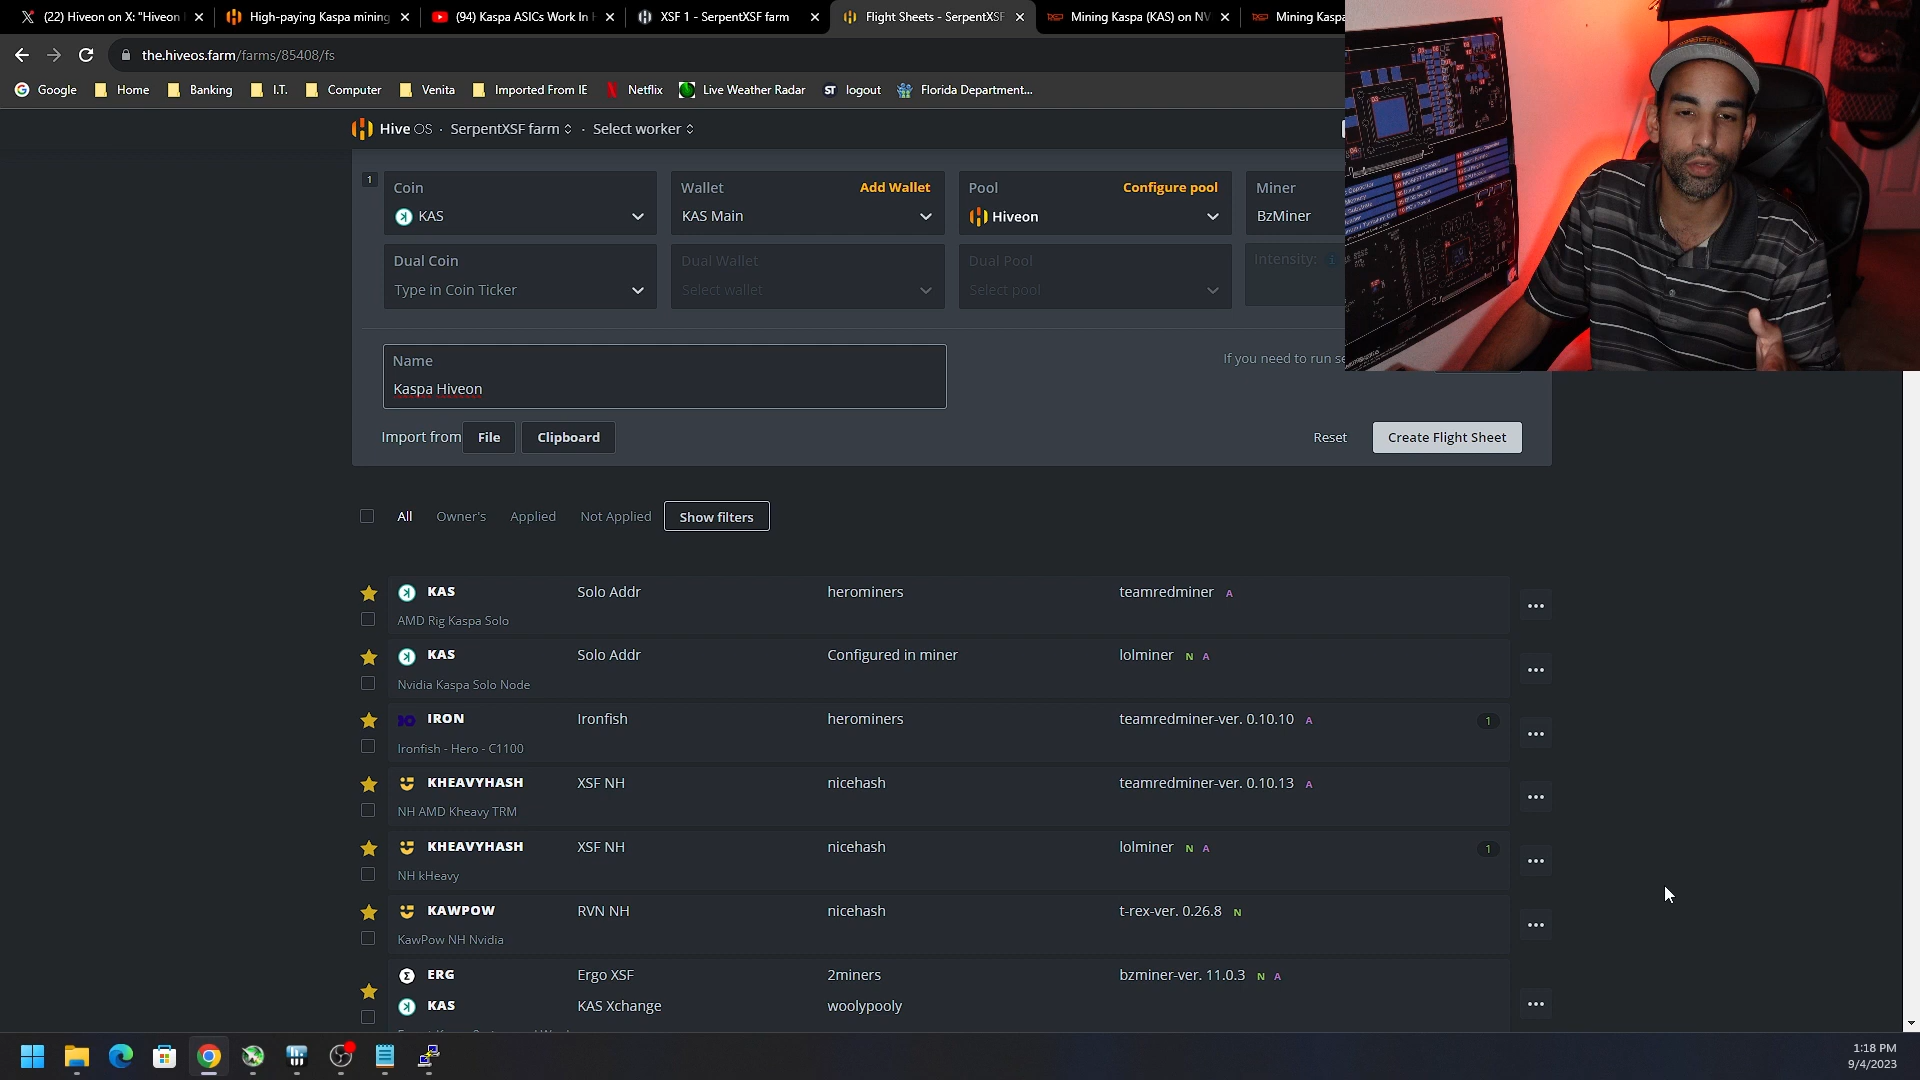 (22) Hiveon on X: "Hiveon
High-paying Kaspa mining
(94) Kaspa ASICs Work In
XSF 1 - SerpentXSF farm
Flight Sheets - SerpentXSF
Mining Kaspa (KAS) on NV
Mining Kaspa
the.hiveos.farm/farms/85408/fs
Google
Home
Banking
I.T.
Computer
Venita
Imported From IE
Netflix
Live Weather Radar
ST logout
Florida Department...
Hive OS · SerpentXSF farm · Select worker
1
Coin
KAS
Wallet
Add Wallet
KAS Main
Pool
Configure pool
Hiveon
Miner
BzMiner
Dual Coin
Type in Coin Ticker
Dual Wallet
Select wallet
Dual Pool
Select pool
Intensity:
Name
Kaspa Hiveon
If you need to run se
Import from
File
Clipboard
Reset
Create Flight Sheet
All
Owner's
Applied
Not Applied
Show filters
KAS Solo Addr herominers teamredminer A
AMD Rig Kaspa Solo
KAS Solo Addr Configured in miner lolminer N A
Nvidia Kaspa Solo Node
IRON Ironfish herominers teamredminer-ver. 0.10.10 A 1
Ironfish - Hero - C1100
KHEAVYHASH XSF NH nicehash teamredminer-ver. 0.10.13 A
NH AMD Kheavy TRM
KHEAVYHASH XSF NH nicehash lolminer N A 1
NH kHeavy
KAWPOW RVN NH nicehash t-rex-ver. 0.26.8 N
KawPow NH Nvidia
ERG Ergo XSF 2miners bzminer-ver. 11.0.3 N A
KAS KAS Xchange woolypooly
1:18 PM
9/4/2023